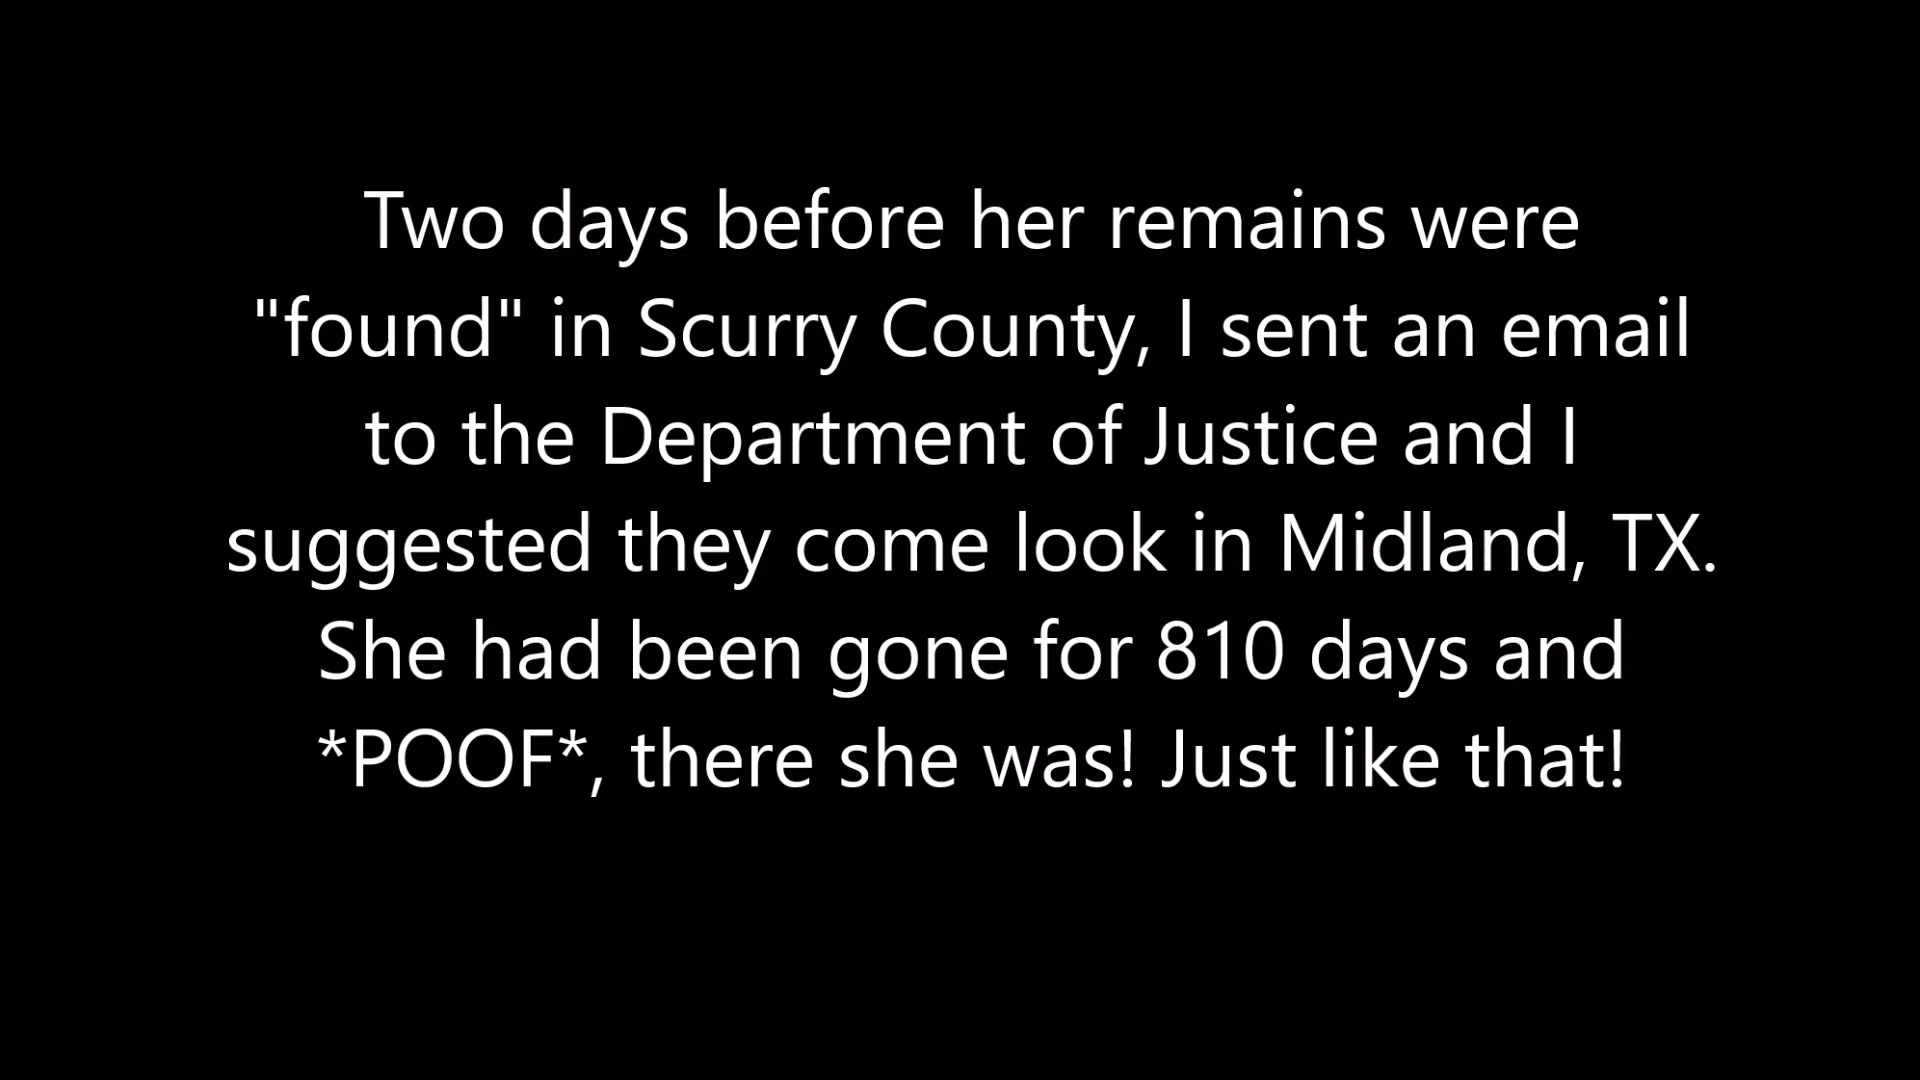 Two days before her remains were
"found" in Scurry County, I sent an email
to the Department of Justice and I
suggested they come look in Midland, TX.
She had been gone for 810 days and
*POOF*, there she was! Just like that!